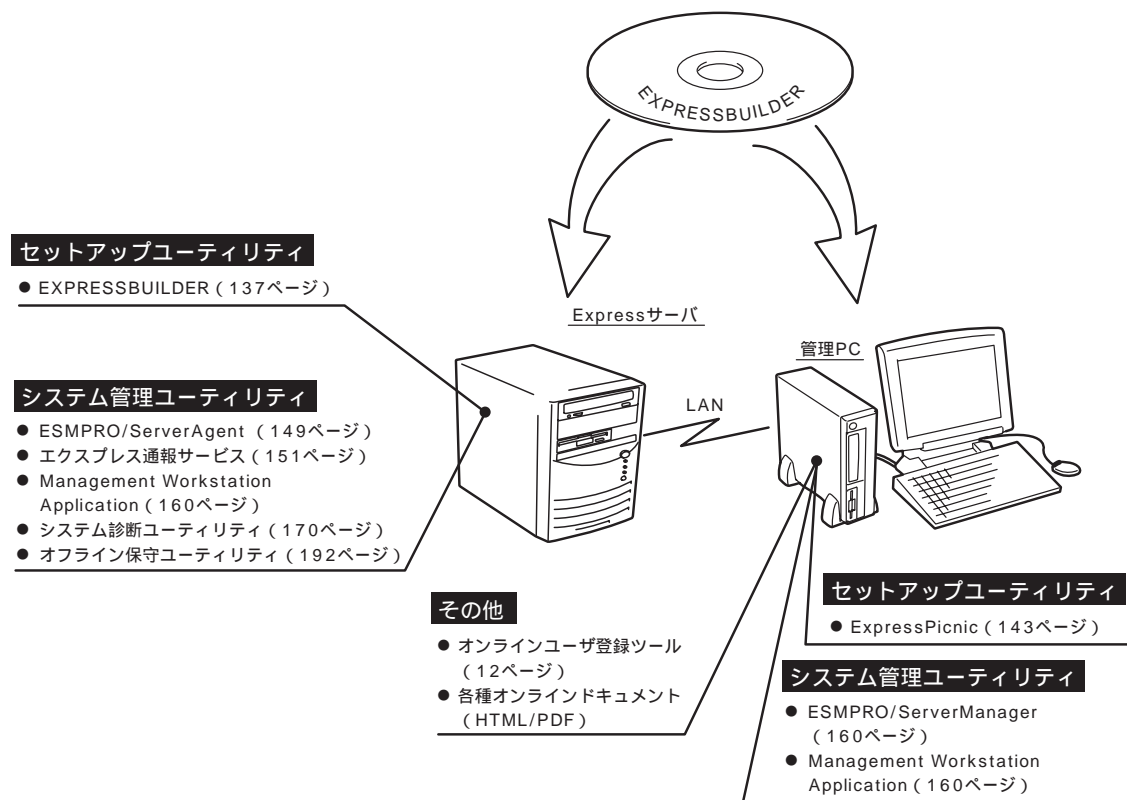 EXPRESSBUILDER
セットアップユーティリティ
● EXPRESSBUILDER（137ページ）
システム管理ユーティリティ
● ESMPRO/ServerAgent （149ページ）
● エクスプレス通報サービス（151ページ）
● Management Workstation
Application（160ページ）
● システム診断ユーティリティ（170ページ）
● オフライン保守ユーティリティ（192ページ）
Expressサーバ
LAN
管理PC
その他
● オンラインユーザ登録ツール
（12ページ）
● 各種オンラインドキュメント
（HTML/PDF）
セットアップユーティリティ
● ExpressPicnic（143ページ）
システム管理ユーティリティ
● ESMPRO/ServerManager
（160ページ）
● Management Workstation
Application（160ページ）